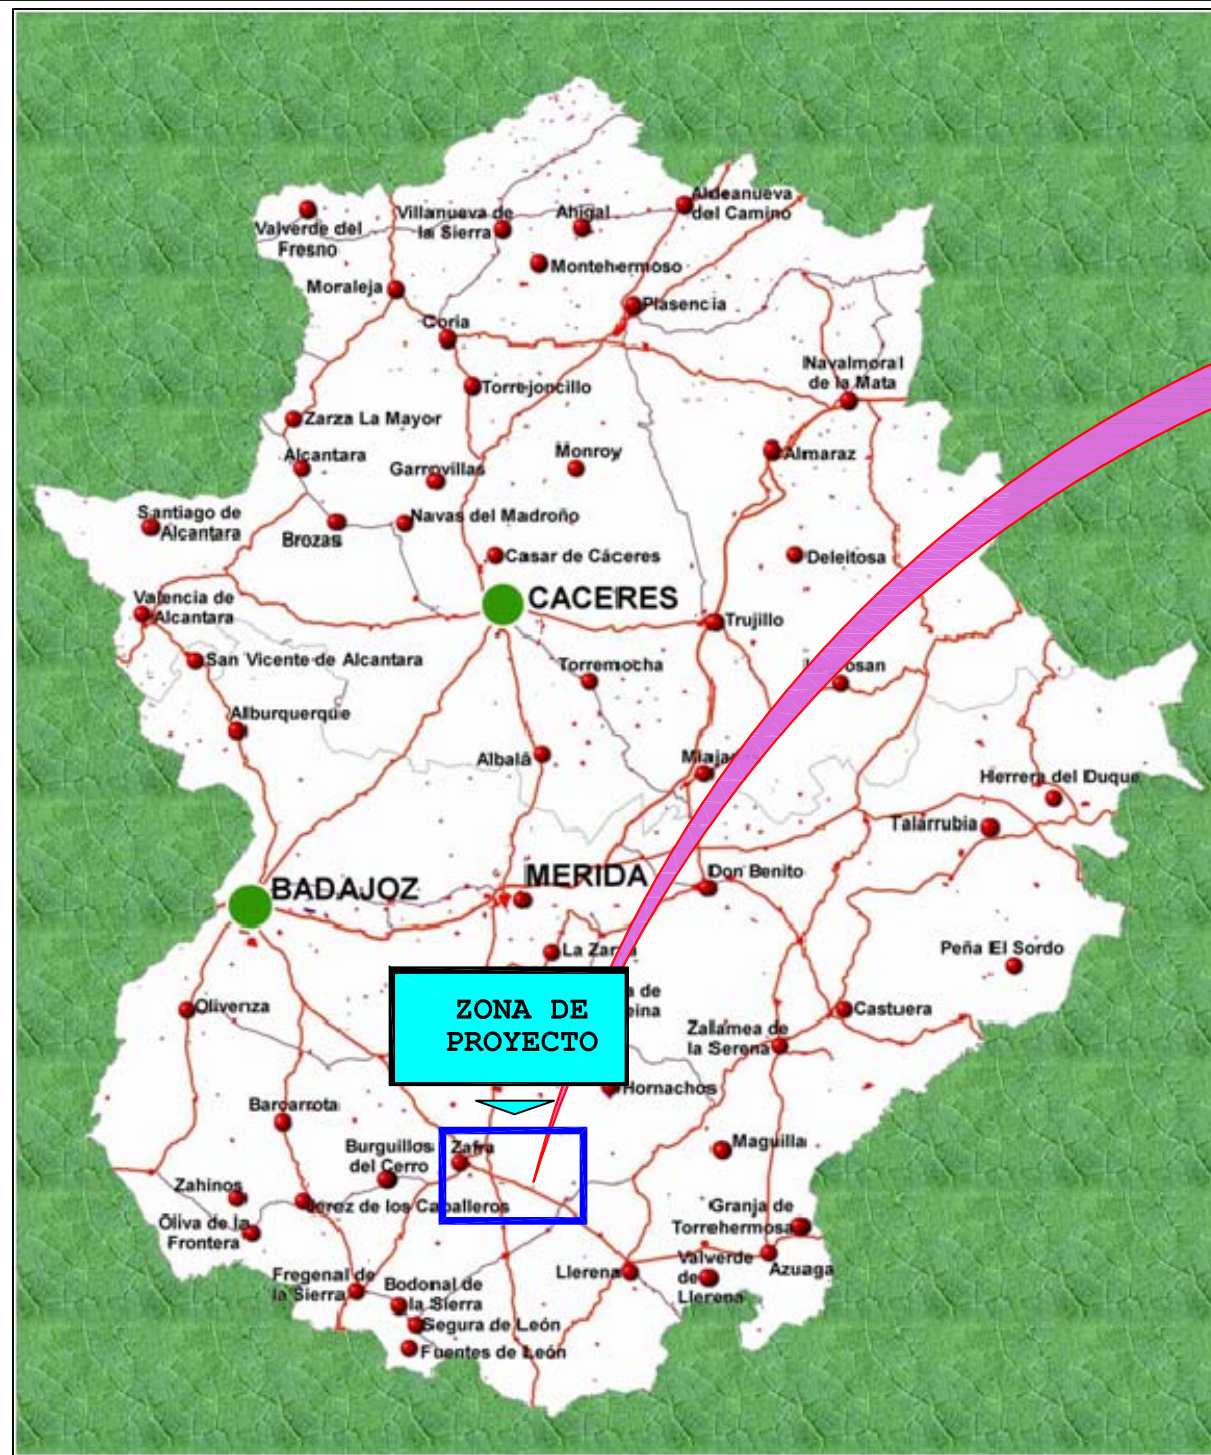 Aldeanueva
del Camino
Villanueva de
la Sierra
Ahigal
Valverde del
Fresno
Montehermoso
Moraleja
Plasencia
Coria
Navalmoral
de la Mata
Torrejoncillo
Zarza La Mayor
Alcantara
Garrovillas
Monroy
Almaraz
Santiago de
Alcantara
Brozas
Navas del Madroño
Casar de Cáceres
Deleitosa
Valencia de
Alcantara
CACERES
Trujillo
San Vicente de Alcantara
Torremocha
osan
Alburquerque
Albalá
Miaja
Herrera del Duque
Talarrubia
BADAJOZ
MERIDA
Don Benito
La Zarza
Peña El Sordo
ZONA DE
PROYECTO
a de
eina
Olivenza
Castuera
Zallamea de
la Serena
Hornachos
Barcarrota
Burguillos
del Cerro
Zafra
Maguilla
Zahinos
Jerez de los Caballeros
Oliva de la
Frontera
Granja de
Torrehermosa
Fregenal de
la Sierra
Bodonal de
la Sierra
Llerena
Valverde
de
Llerena
Azuaga
Segura de León
Fuentes de León